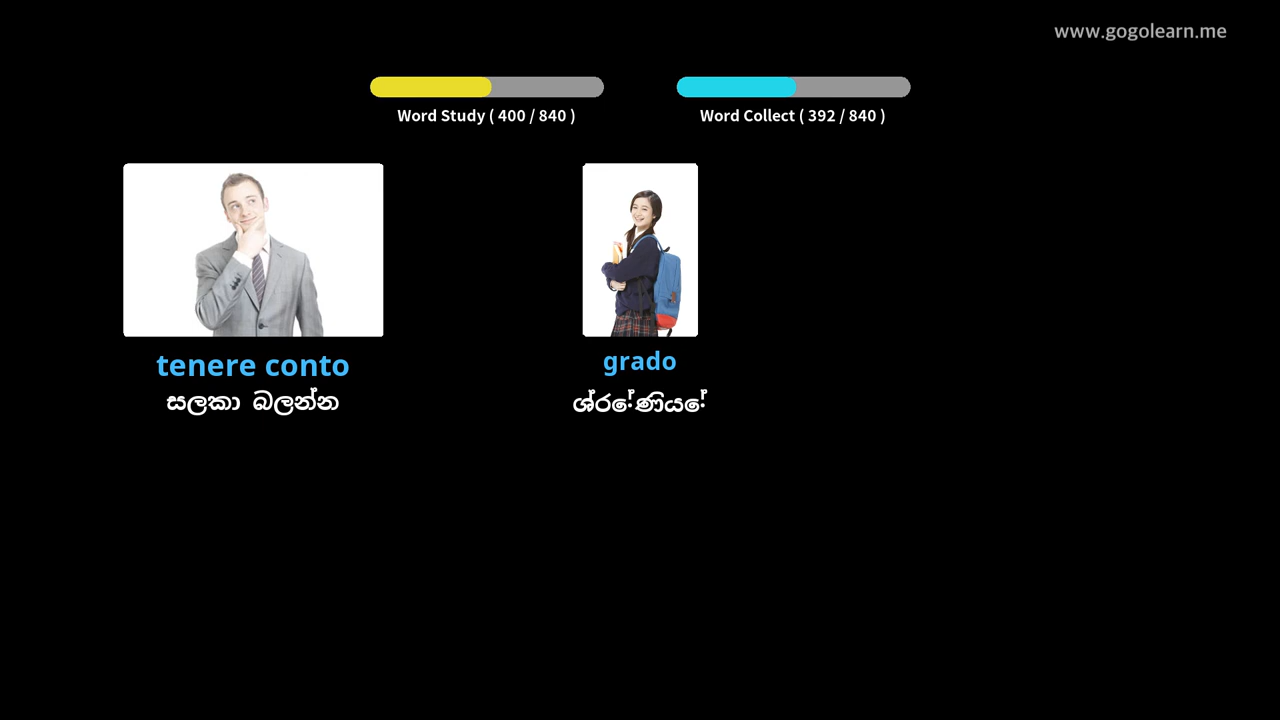 www.gogolearn.me
Word Study ( 400 / 840 )
Word Collect ( 392 / 840 )
tenere conto
සලකා බලන්න
grado
ශ්රේණියේ